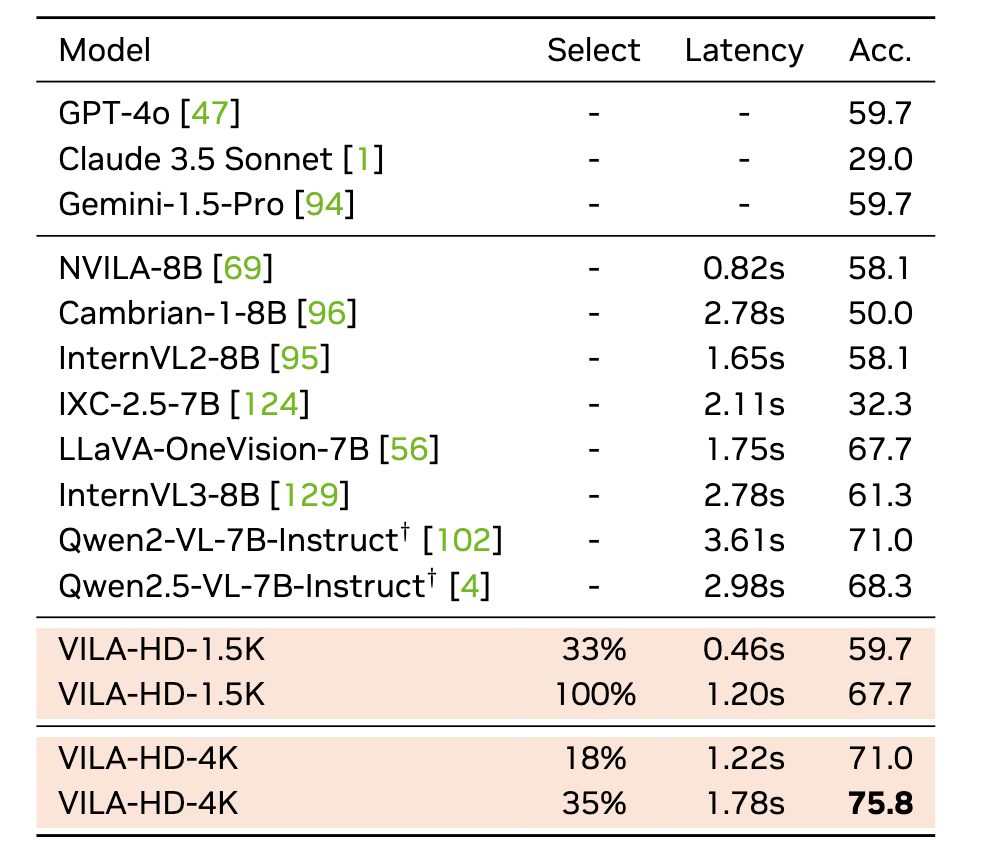 Model Select Latency Acc.
GPT-4o [47] - - 59.7
Claude 3.5 Sonnet [1] - - 29.0
Gemini-1.5-Pro [94] - - 59.7
NVILA-8B [69] - 0.82s 58.1
Cambrian-1-8B [96] - 2.78s 50.0
InternVL2-8B [95] - 1.65s 58.1
IXC-2.5-7B [124] - 2.11s 32.3
LLaVA-OneVision-7B [56] - 1.75s 67.7
InternVL3-8B [129] - 2.78s 61.3
Qwen2-VL-7B-Instruct† [102] - 3.61s 71.0
Qwen2.5-VL-7B-Instruct† [4] - 2.98s 68.3
VILA-HD-1.5K 33% 0.46s 59.7
VILA-HD-1.5K 100% 1.20s 67.7
VILA-HD-4K 18% 1.22s 71.0
VILA-HD-4K 35% 1.78s 75.8